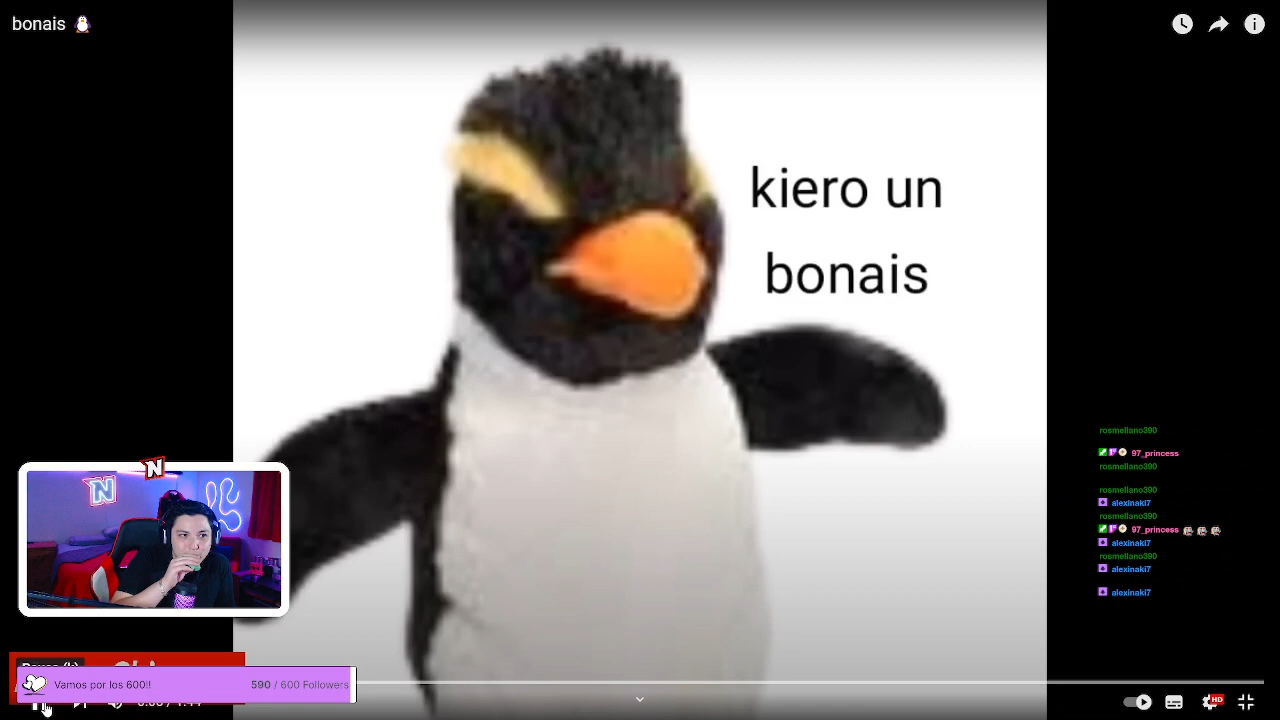 bonais
kiero un
bonais
rosmellano390
97_princess
rosmellano390
rosmellano390
alexinaki7
rosmellano390
97_princess
alexinaki7
rosmellano390
alexinaki7
alexinaki7
N
N
Vamos por los 600!! 590 / 600 Followers
HD